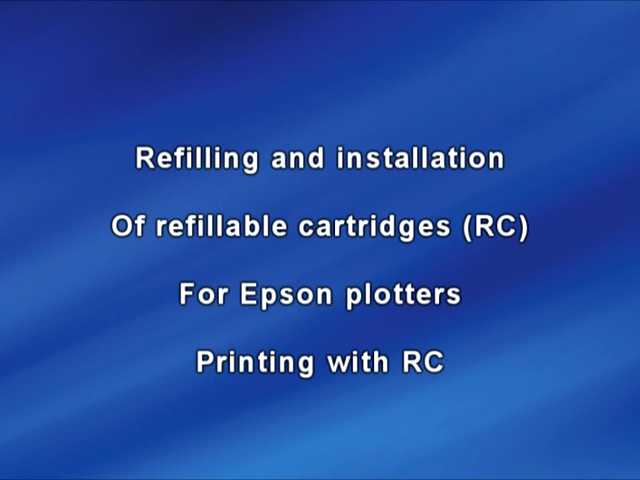 Refilling and installation
Of refillable cartridges (RC)
For Epson plotters
Printing with RC